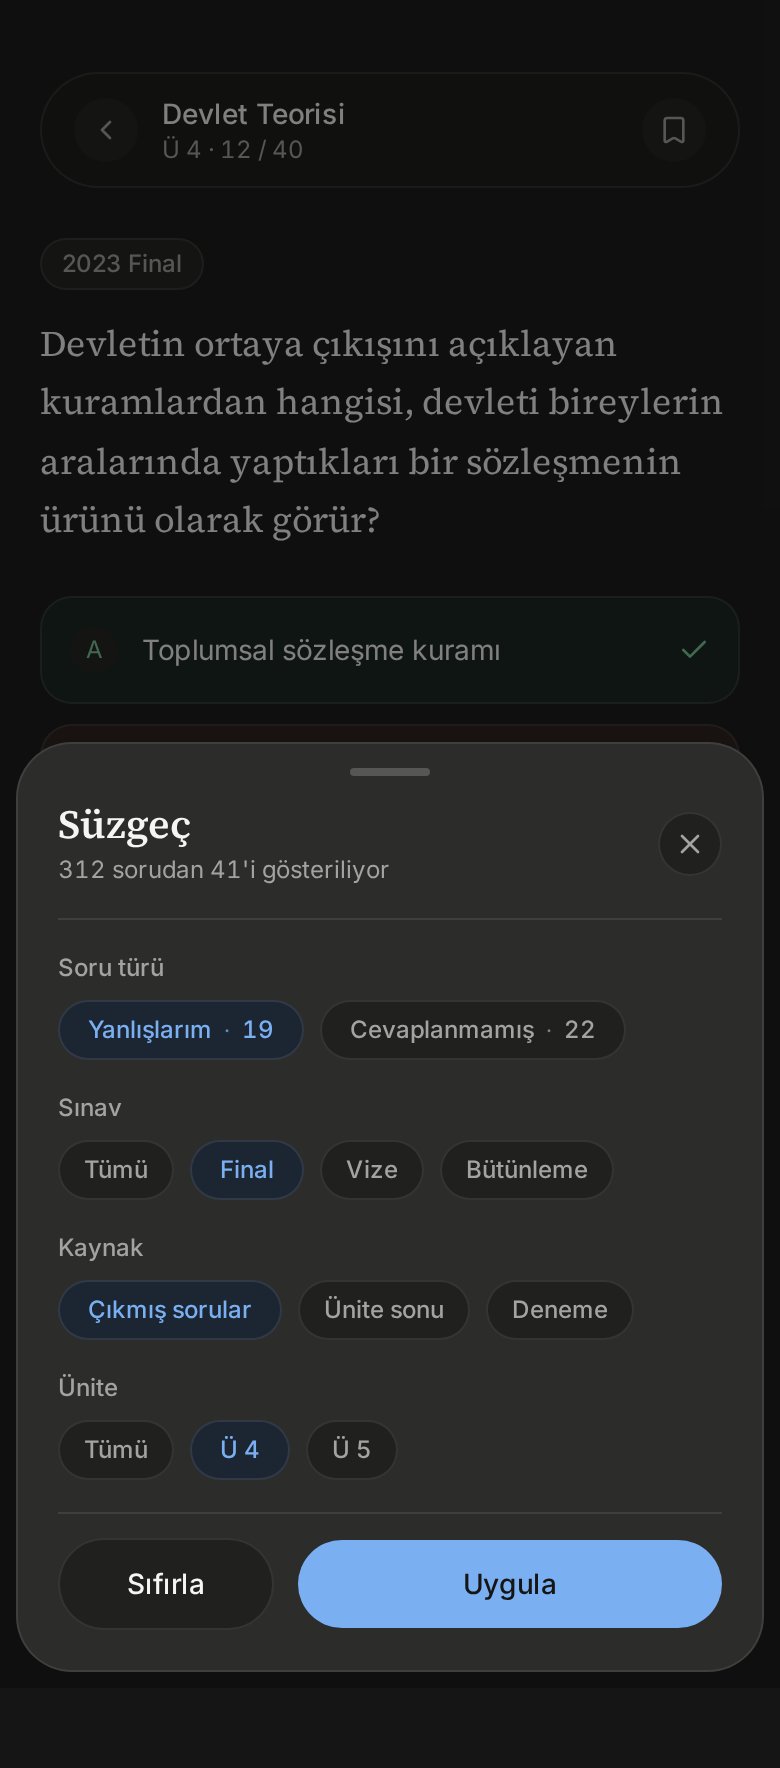 Devlet Teorisi
Ü 4 · 12 / 40
2023 Final
Devletin ortaya çıkışını açıklayan
kuramlardan hangisi, devleti bireylerin
aralarında yaptıkları bir sözleşmenin
ürünü olarak görür?
A Toplumsal sözleşme kuramı
Süzgeç
312 sorudan 41'i gösteriliyor
Soru türü
Yanlışlarım · 19 Cevaplanmamış · 22
Sınav
Tümü Final Vize Bütünleme
Kaynak
Çıkmış sorular Ünite sonu Deneme
Ünite
Tümü Ü 4 Ü 5
Sıfırla Uygula